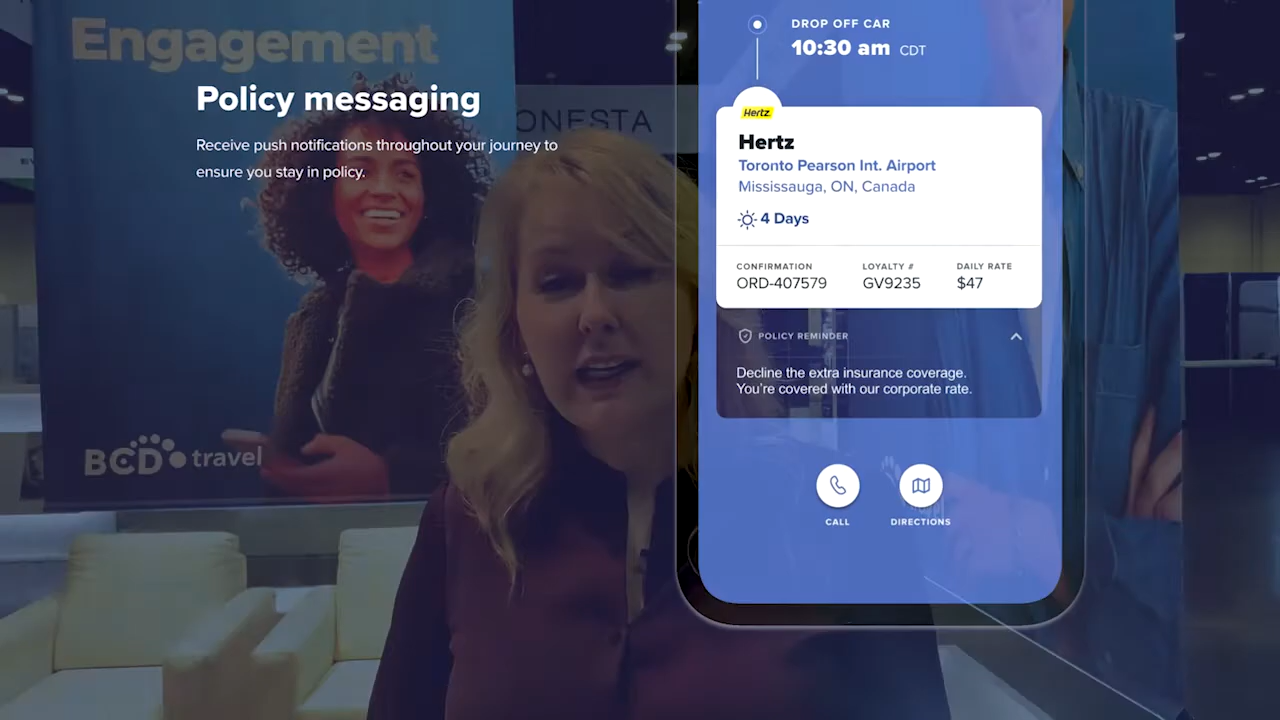 Engagement
Policy messaging
Receive push notifications throughout your journey to
ensure you stay in policy.
ONESTA
BCD travel
DROP OFF CAR
10:30 am CDT
Hertz.
Hertz
Toronto Pearson Int. Airport
Mississauga, ON, Canada
4 Days
CONFIRMATION LOYALTY # DAILY RATE
ORD-407579 GV9235 $47
POLICY REMINDER
Decline the extra insurance coverage.
You're covered with our corporate rate.
CALL DIRECTIONS